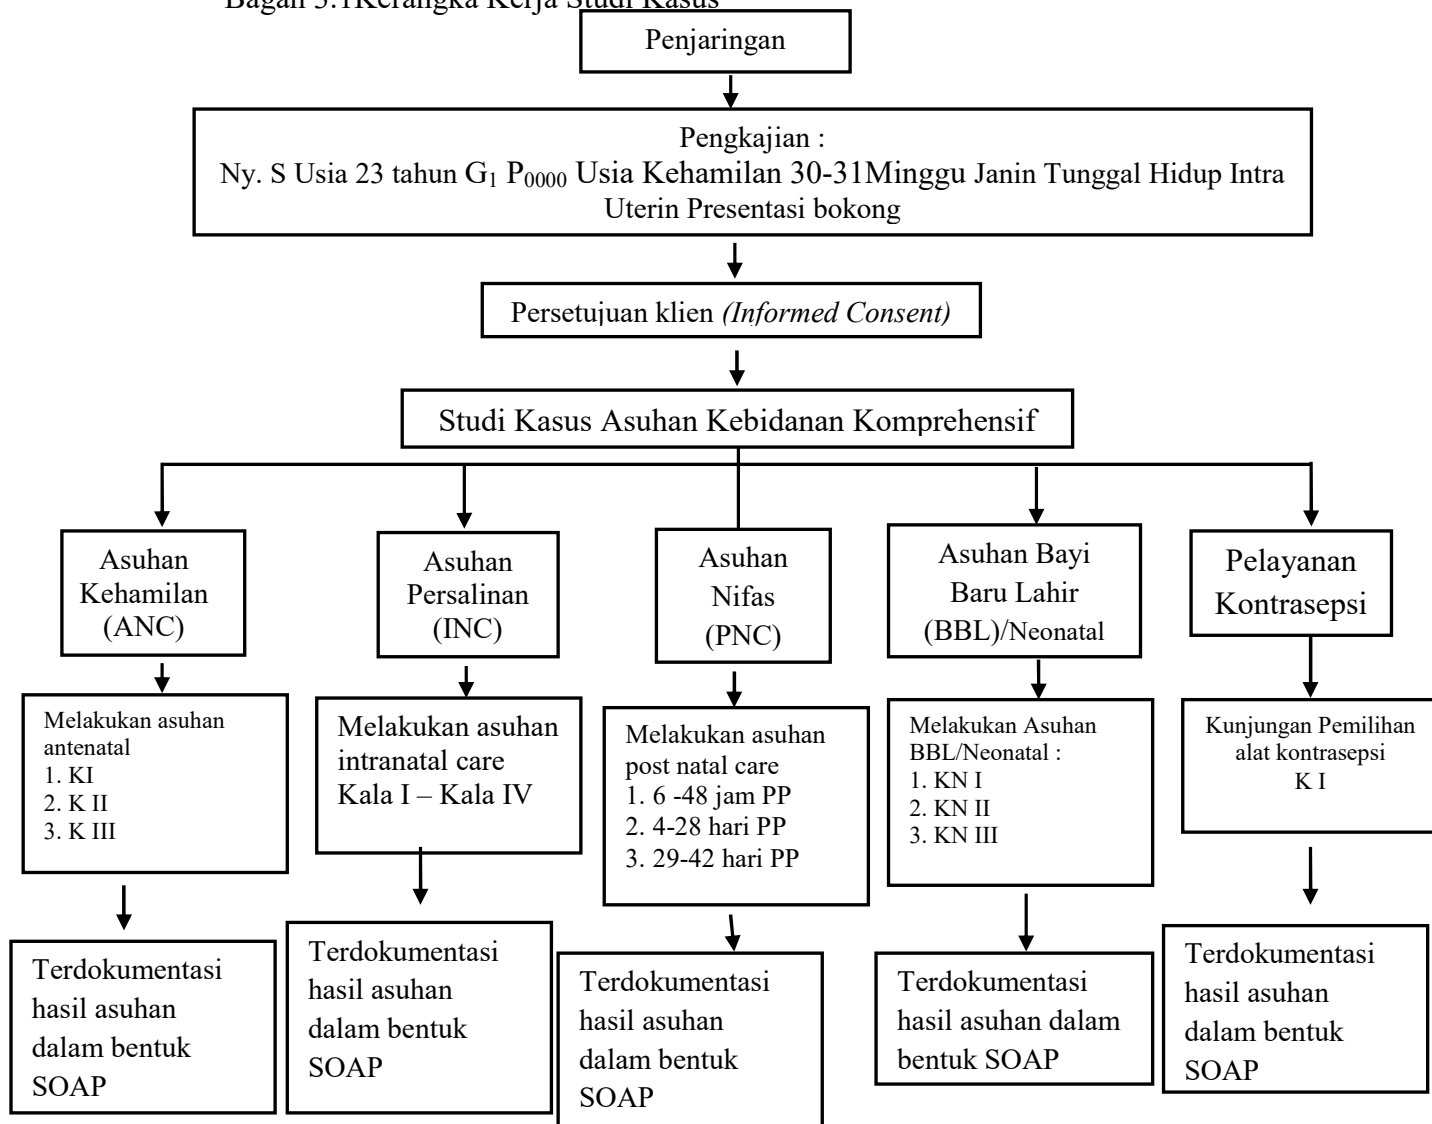 Bagan 3.1Kerangka Kerja Studi Kasus
Penjaringan
Pengkajian :
Ny. S Usia 23 tahun G1 P0000 Usia Kehamilan 30-31Minggu Janin Tunggal Hidup Intra
Uterin Presentasi bokong
Persetujuan klien (Informed Consent)
Studi Kasus Asuhan Kebidanan Komprehensif
Asuhan
Kehamilan
(ANC)
Asuhan
Persalinan
(INC)
Asuhan
Nifas
(PNC)
Asuhan Bayi
Baru Lahir
(BBL)/Neonatal
Pelayanan
Kontrasepsi
Melakukan asuhan
antenatal
1. KI
2. K II
3. K III
Melakukan asuhan
intranatal care
Kala I – Kala IV
Melakukan asuhan
post natal care
1. 6 -48 jam PP
2. 4-28 hari PP
3. 29-42 hari PP
Melakukan Asuhan
BBL/Neonatal :
1. KN I
2. KN II
3. KN III
Kunjungan Pemilihan
alat kontrasepsi
K I
Terdokumentasi
hasil asuhan
dalam bentuk
SOAP
Terdokumentasi
hasil asuhan
dalam bentuk
SOAP
Terdokumentasi
hasil asuhan
dalam bentuk
SOAP
Terdokumentasi
hasil asuhan dalam
bentuk SOAP
Terdokumentasi
hasil asuhan
dalam bentuk
SOAP